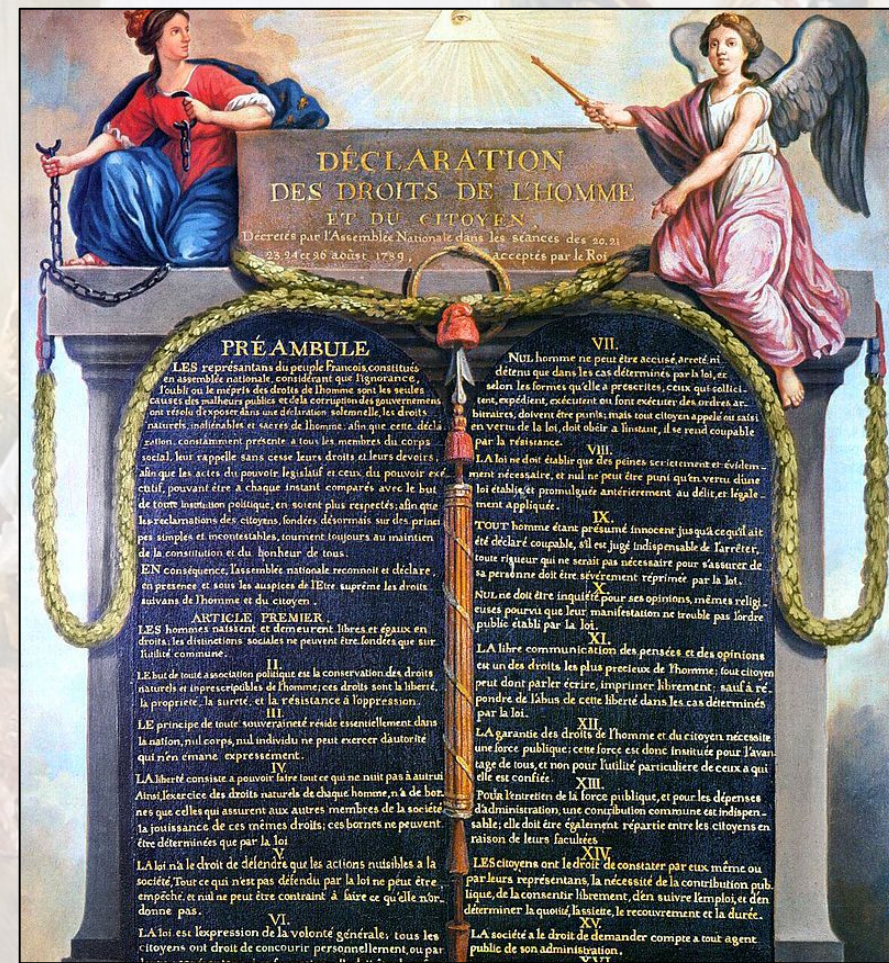 DÉCLARATION
DES DROITS DE L'HOMME
ET DU CITOYEN,
Décretés par l'Assemblée Nationale dans les séances des 20.21
23.24 et 26 aoûst 1789, acceptés par le Roi
PRÉAMBULE
LES représentans du peuple Francois, constitués
en assemblée nationale, considérant que l'ignorance,
l'oubli ou le mépris des droits de l'homme sont les seules
causes des malheurs publics et de la corruption des gouvernemens
ont résolu d'exposer dans une déclaration solemnelle, les droits
naturels, inaliénables et sacrés de l'homme: afin que cette décla
ration, constamment présente a tous les membres du corps
social, leur rappelle sans cesse leurs droits et leurs devoirs,
afin que les actes du pouvoir législatif et ceux du pouvoir exé
cutif, pouvant être à chaque instant comparés avec le but
de toute institution politique, en soient plus respectés; afin que
les reclamations des citoyens, fondées désormais sur des princi
pes simples et incontestables, tournent toujours au maintien
de la constitution et du bonheur de tous.
EN conséquence, l'assemblée nationale reconnoit et déclare,
en presence et sous les auspices de l'Etre suprême les droits
suivans de l'homme et du citoyen.
ARTICLE PREMIER
LES hommes naissent et demeurent libres et égaux en
droits; les distinctions sociales ne peuvent être fondées que sur
l'utilité commune.
II.
LE but de toute association politique est la conservation des droits
naturels et inprescriptibles de l'homme; ces droits sont la liberté,
la propriete, la sureté, et la résistance à l'oppression.
III.
LE principe de toute souveraineté réside essentiellement dans
la nation, nul corps, nul individu ne peut exercer d'autorité
qui n'en émane expressement.
IV.
LA liberté consiste a pouvoir faire tout ce qui ne nuit pas à autrui
Ainsi, l'exercice des droits naturels de chaque homme, n'a de bor
nes que celles qui assurent aux autres membres de la société
la jouissance de ces mêmes droits; ces bornes ne peuvent
être déterminées que par la loi
V.
LA loi n'a le droit de défendre que les actions nuisibles a la
société, Tout ce qui n'est pas défendu par la loi ne peut être
empêché, et nul ne peut être contraint à faire ce qu'elle n'or-
donne pas.
VI.
LA loi est l'expression de la volonté générale; tous les
citoyens ont droit de concourir personnellement, ou par
VII.
NUL homme ne peut être accusé, arreté, ni
détenu que dans les cas déterminés par la loi, et
selon les formes qu'elle a prescrites, ceux qui sollici-
tent, expédient, exécutent ou font exécuter des ordres ar-
bitraires, doivent être punis; mais tout citoyen appelé ou saisi
en vertu de la loi, doit obéir a l'instant, il se rend coupable
par la résistance.
VIII.
LA loi ne doit établir que des peines strictement et évidem-
ment nécessaire, et nul ne peut être puni qu'en vertu d'une
loi établie, et promulguée antérierement au délit, et légale-
ment appliquée.
IX.
TOUT homme étant présumé innocent jusqu'à ce qu'il ait
été déclaré coupable, s'il est jugé indispensable de l'arrêter,
toute rigueur qui ne serait pas nécessaire pour s'assurer de
sa personne doit être sévèrement réprimée par la loi.
X.
NUL ne doit être inquiété pour ses opinions, mêmes religi-
euses pourvu que leur manifestation ne trouble pas l'ordre
public établi par la loi.
XI.
LA libre communication des pensées et des opinions
est un des droits les plus precieux de l'homme; tout citoyen
peut dont parler écrire, imprimer librement; sauf à ré-
pondre de l'abus de cette liberté dans les cas déterminés
par la loi.
XII.
LA garantie des droits de l'homme et du citoyen nécessite
une force publique; cette force est donc instituée pour l'avan-
tage de tous, et non pour l'utilité particuliere de ceux a qui
elle est confiée.
XIII.
Pour l'entretien de la force publique, et pour les dépenses
d'administration, une contribution commune est indispen-
sable; elle doit être également répartie entre les citoyens en
raison de leurs facultées
XIV.
LES citoyens ont le droit de constater par eux même ou
par leurs représentans, la nécessité de la contribution pub-
lique, de la consentir librement, d'en suivre l'emploi, et d'en
déterminer la quotité, l'assiette, le recouvrement et la durée.
XV.
LA société a le droit de demander compte a tout agent
public de son administration.
XVI